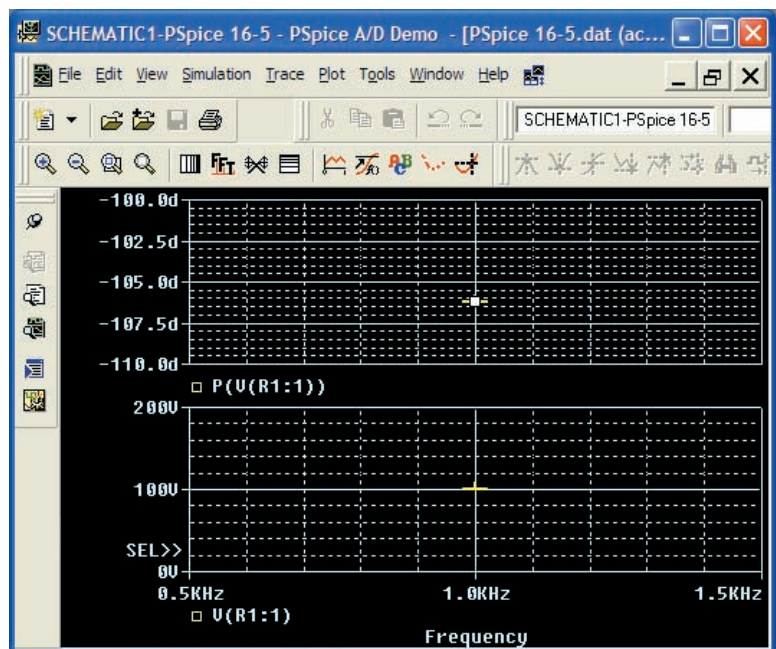 SCHEMATIC1-PSpice 16-5 - PSpice A/D Demo - [PSpice 16-5.dat (ac...
File Edit View Simulation Trace Plot Tools Window Help
SCHEMATIC1-PSpice 16-5
FFT
-100.0d
-102.5d
-105.0d
-107.5d
-110.0d
P(V(R1:1))
200V
100V
SEL>>
0V
0.5KHz 1.0KHz 1.5KHz
V(R1:1)
Frequency